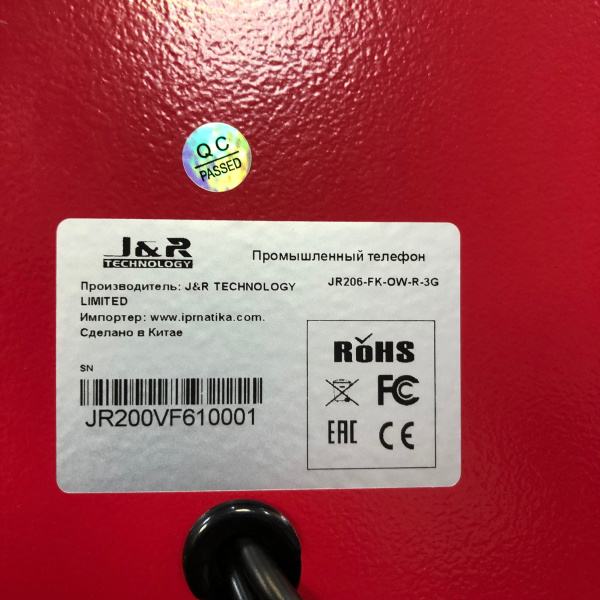 QC
PASSED
J&R
TECHNOLOGY
Промышленный телефон
JR206-FK-OW-R-3G
Производитель: J&R TECHNOLOGY
LIMITED
Импортер: www.iprnatika.com.
Сделано в Китае
SN
JR200VF610001
RoHS
FC
EAC CE